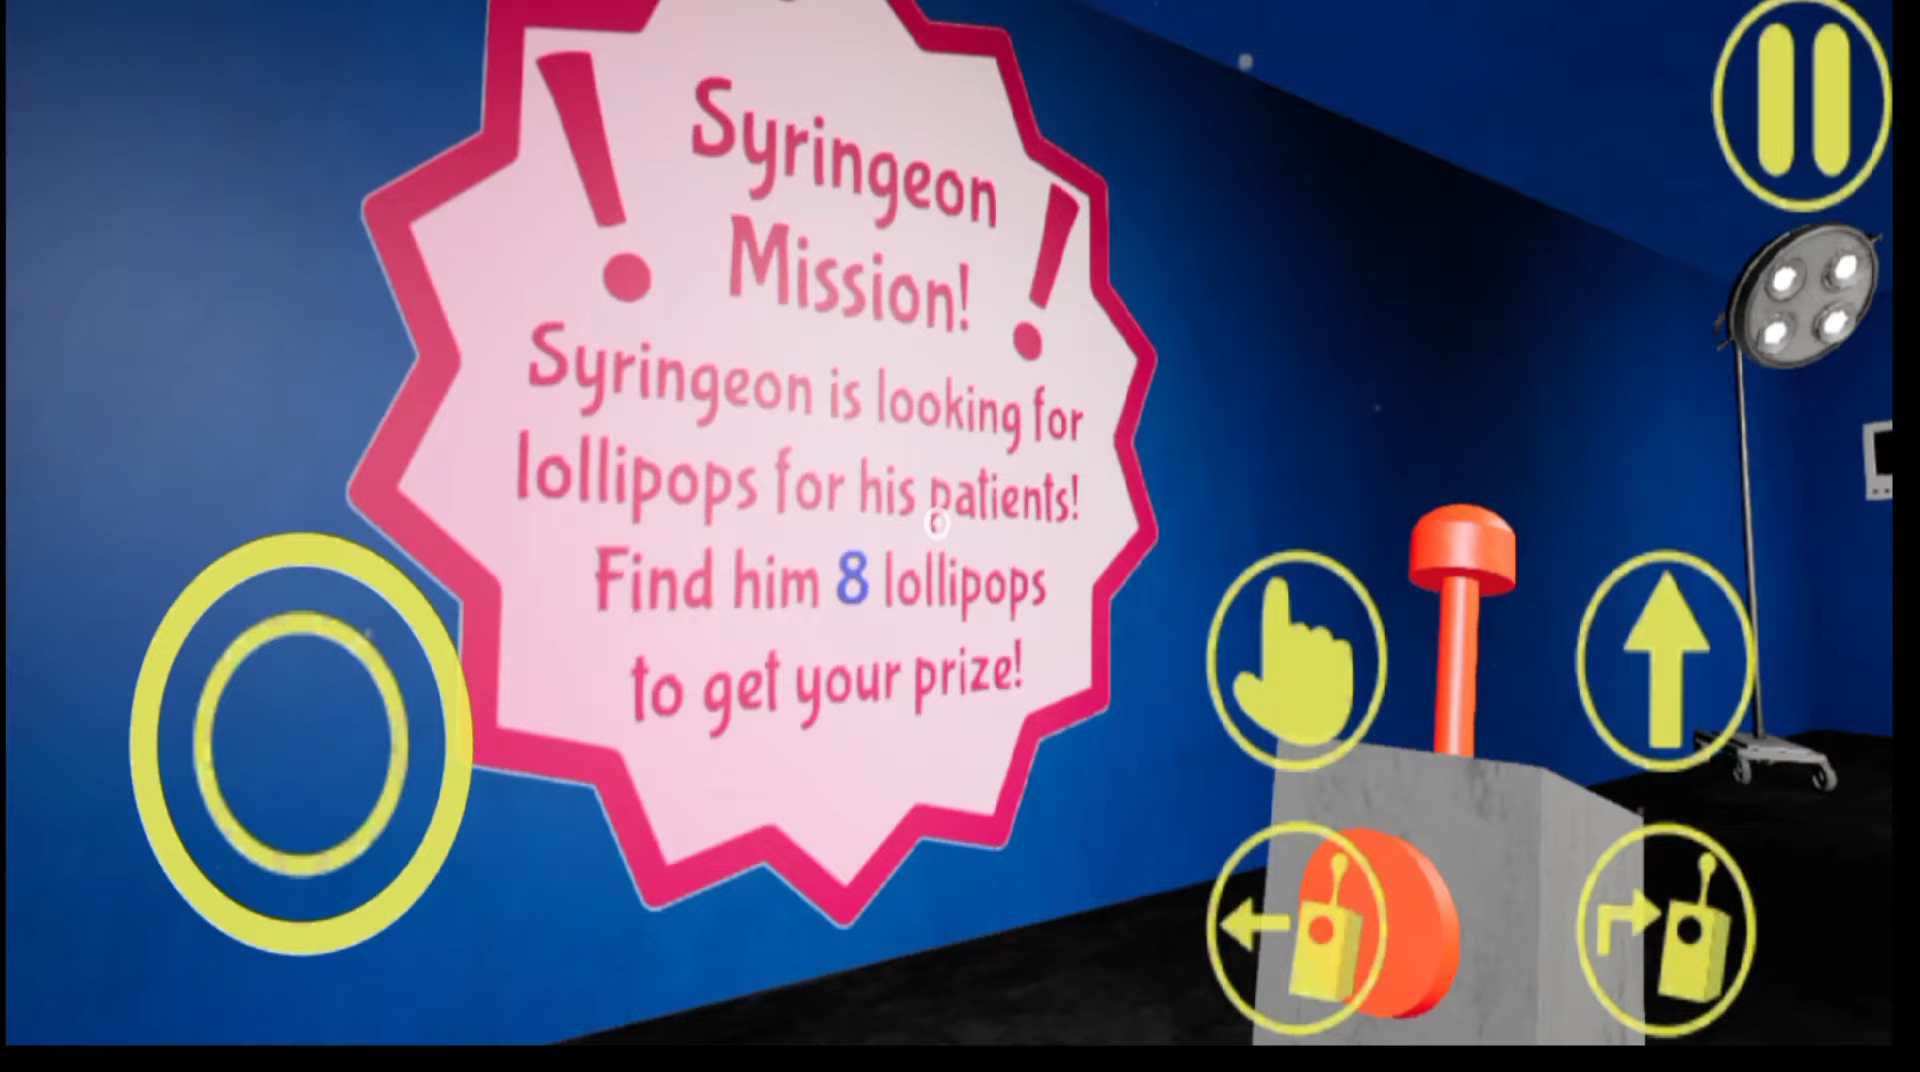 Syringeon
Mission!
Syringeon is looking for
lollipops for his patients!
Find him 8 lollipops
to get your prize!